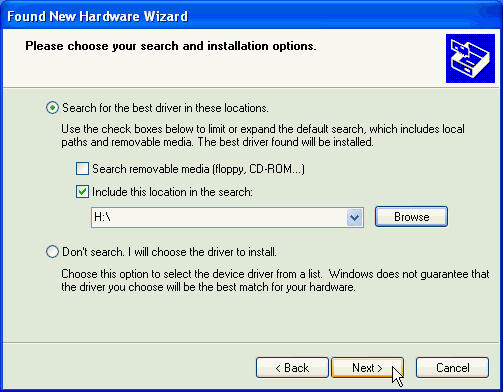 Found New Hardware Wizard
Please choose your search and installation options.
Search for the best driver in these locations.
Use the check boxes below to limit or expand the default search, which includes local
paths and removable media. The best driver found will be installed.
Search removable media (floppy, CD-ROM...)
Include this location in the search:
H:\
Browse
Don't search. I will choose the driver to install.
Choose this option to select the device driver from a list. Windows does not guarantee that
the driver you choose will be the best match for your hardware.
< Back Next > Cancel